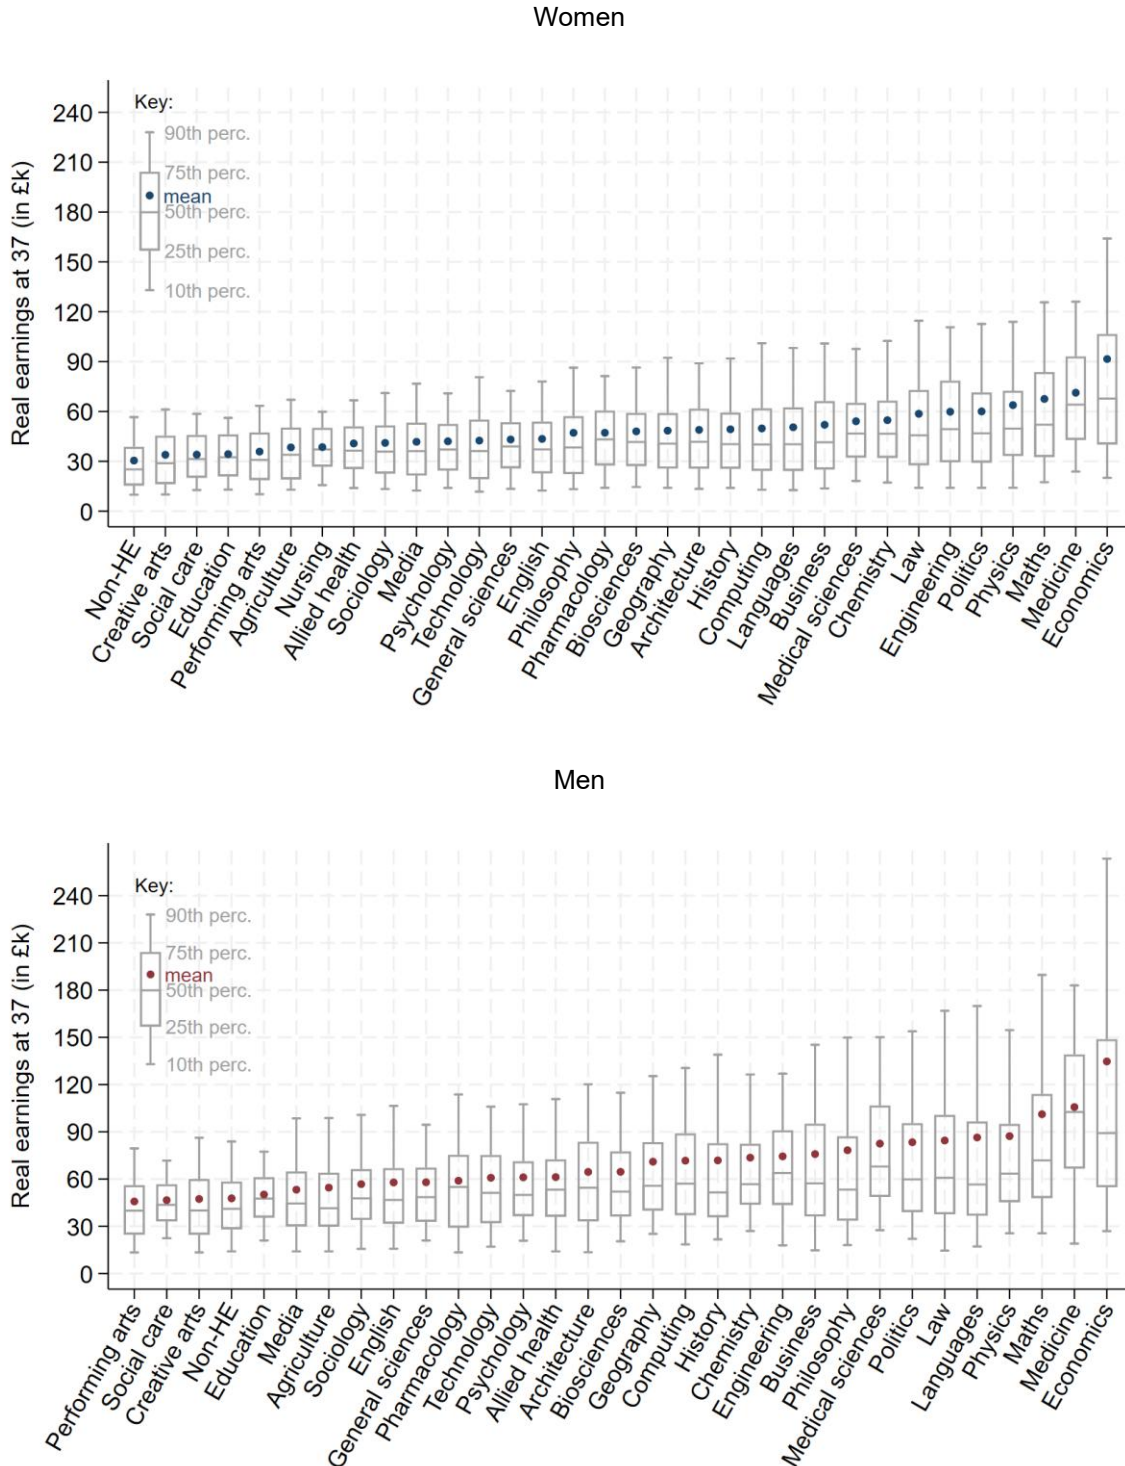 Women
Key:
90th perc.
75th perc.
mean
50th perc.
25th perc.
10th perc.
Real earnings at 37 (in £k)
240
210
180
150
120
90
60
30
0
Non-HE
Creative arts
Social care
Education
Performing arts
Agriculture
Nursing
Allied health
Sociology
Media
Psychology
Technology
General sciences
English
Philosophy
Pharmacology
Biosciences
Geography
Architecture
History
Computing
Languages
Business
Medical sciences
Chemistry
Law
Engineering
Politics
Physics
Maths
Medicine
Economics
Men
Key:
90th perc.
75th perc.
mean
50th perc.
25th perc.
10th perc.
Real earnings at 37 (in £k)
240
210
180
150
120
90
60
30
0
Performing arts
Social care
Creative arts
Non-HE
Education
Media
Agriculture
Sociology
English
General sciences
Pharmacology
Technology
Psychology
Allied health
Architecture
Biosciences
Geography
Computing
History
Chemistry
Engineering
Business
Philosophy
Medical sciences
Politics
Law
Languages
Physics
Maths
Medicine
Economics